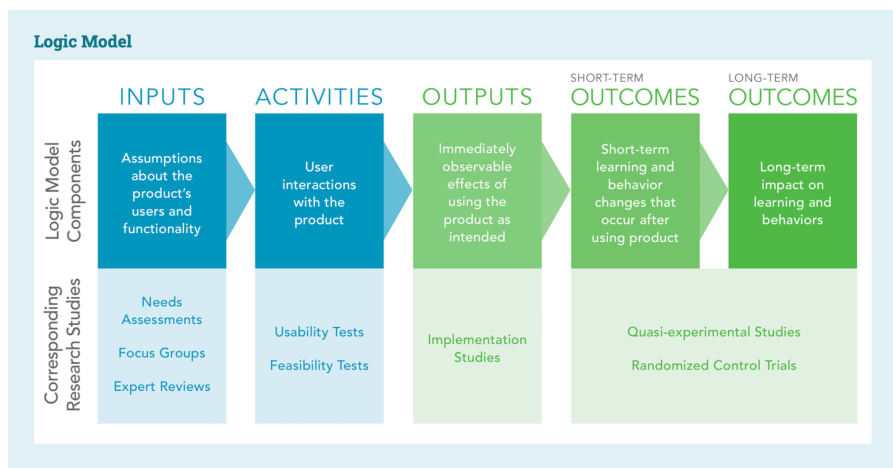 Logic Model
INPUTS
ACTIVITIES
OUTPUTS
SHORT-TERM
OUTCOMES
LONG-TERM
OUTCOMES
Logic Model
Components
Assumptions
about the
product's
users and
functionality
User
interactions
with the
product
Immediately
observable
effects of
using the
product as
intended
Short-term
learning and
behavior
changes that
occur after
using product
Long-term
impact on
learning and
behaviors
Corresponding
Research Studies
Needs
Assessments
Focus Groups
Expert Reviews
Usability Tests
Feasibility Tests
Implementation
Studies
Quasi-experimental Studies
Randomized Control Trials